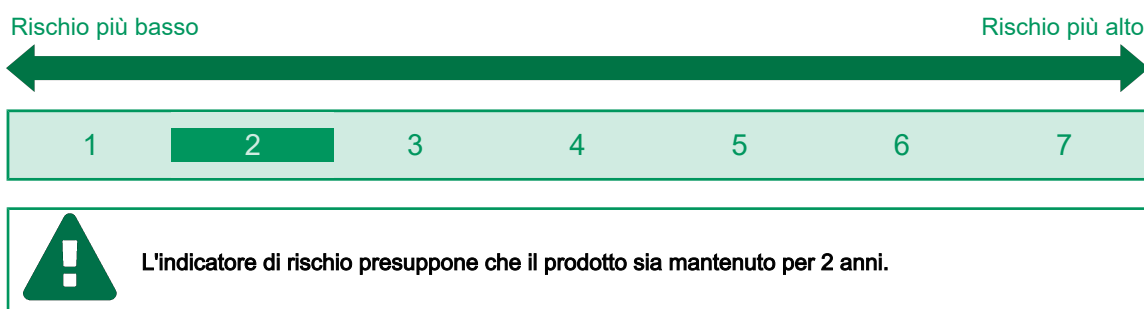 Rischio più basso Rischio più alto
1 2 3 4 5 6 7
L'indicatore di rischio presuppone che il prodotto sia mantenuto per 2 anni.